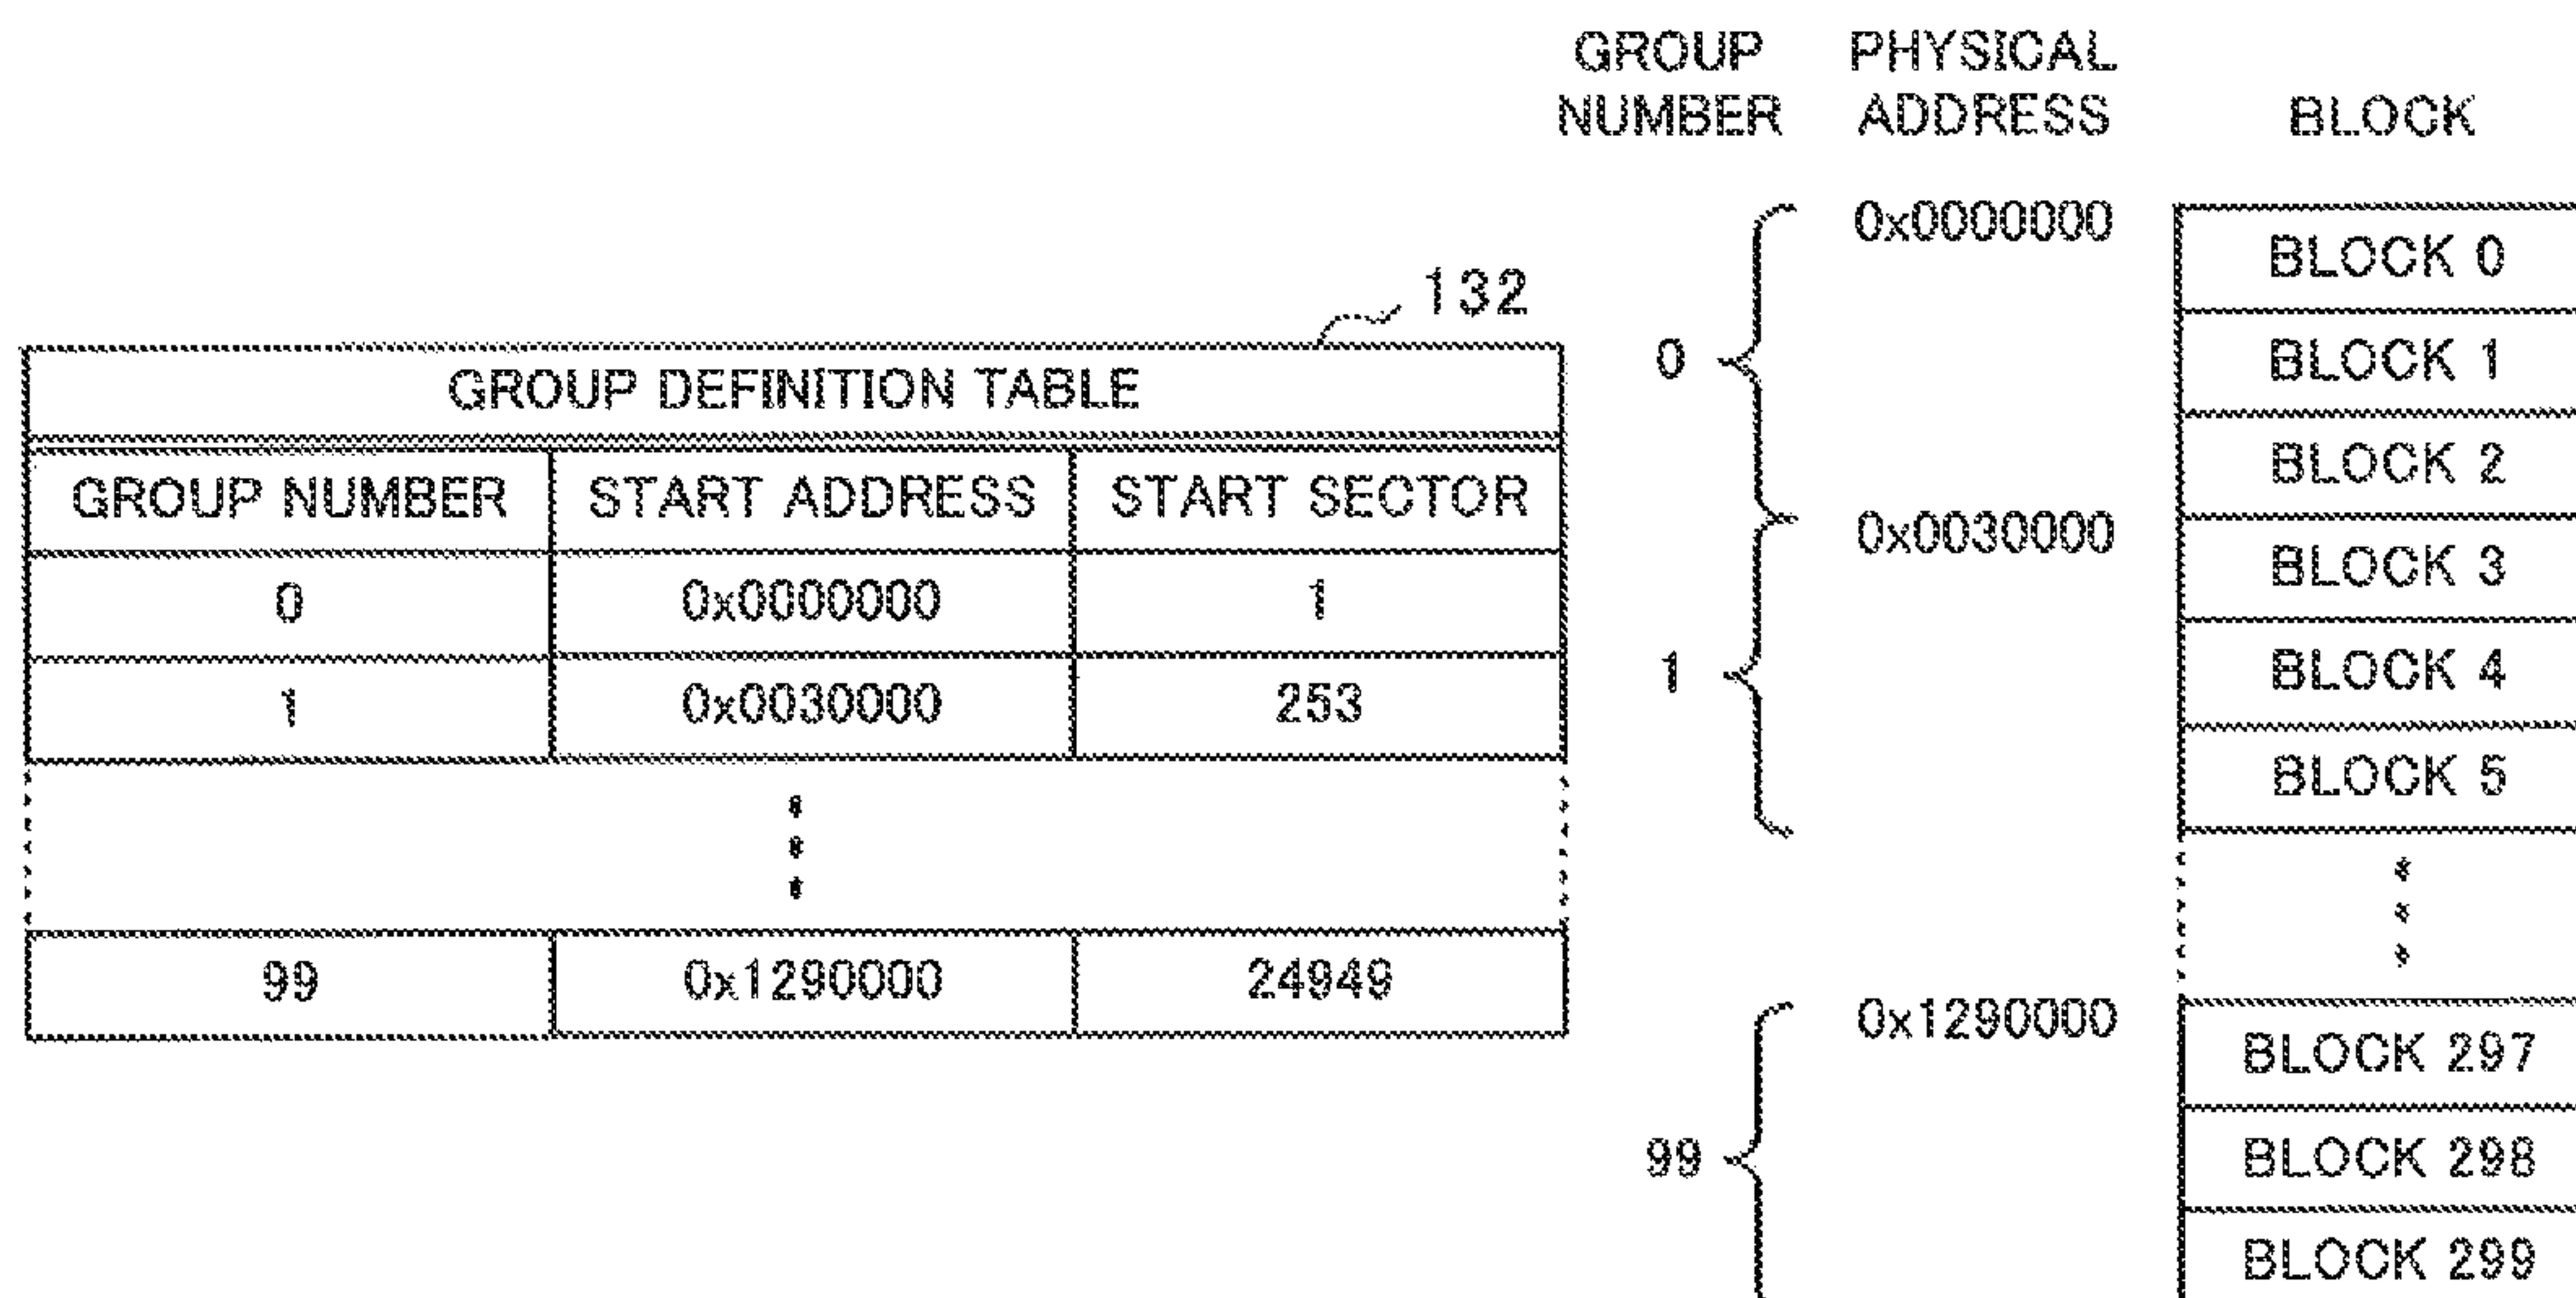 132
GROUP DEFINITION TABLE
GROUP NUMBER START ADDRESS START SECTOR
0 0x0000000 1
1 0x0030000 253
99 0x1290000 24949
GROUP PHYSICAL
NUMBER ADDRESS BLOCK
0x0000000
BLOCK 0
0 BLOCK 1
BLOCK 2
0x0030000
BLOCK 3
1 BLOCK 4
BLOCK 5
0x1290000
BLOCK 297
99 BLOCK 298
BLOCK 299